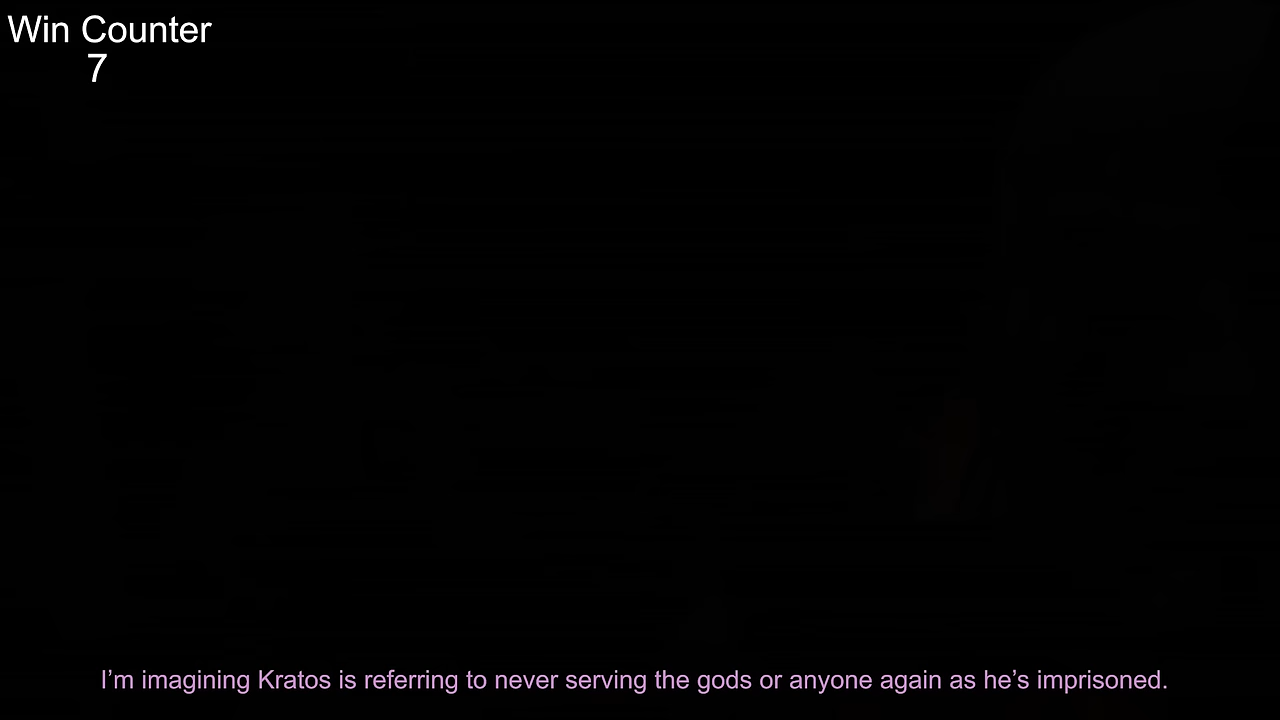 Win Counter
7
I’m imagining Kratos is referring to never serving the gods or anyone again as he’s imprisoned.